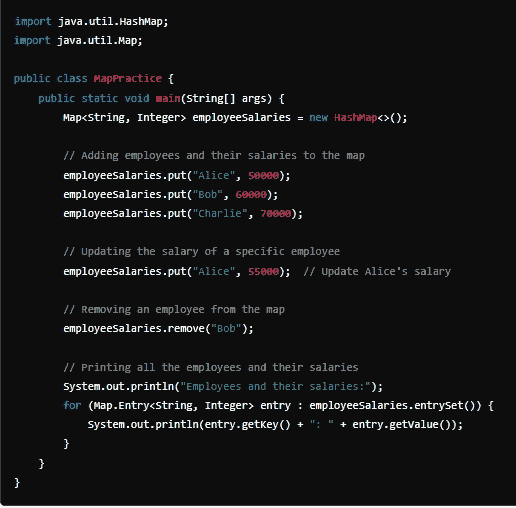 import java.util.HashMap;
import java.util.Map;

public class MapPractice {
    public static void main(String[] args) {
        Map<String, Integer> employeeSalaries = new HashMap<>();

        // Adding employees and their salaries to the map
        employeeSalaries.put("Alice", 50000);
        employeeSalaries.put("Bob", 60000);
        employeeSalaries.put("Charlie", 70000);

        // Updating the salary of a specific employee
        employeeSalaries.put("Alice", 55000);  // Update Alice's salary

        // Removing an employee from the map
        employeeSalaries.remove("Bob");

        // Printing all the employees and their salaries
        System.out.println("Employees and their salaries:");
        for (Map.Entry<String, Integer> entry : employeeSalaries.entrySet()) {
            System.out.println(entry.getKey() + ": " + entry.getValue());
        }
    }
}